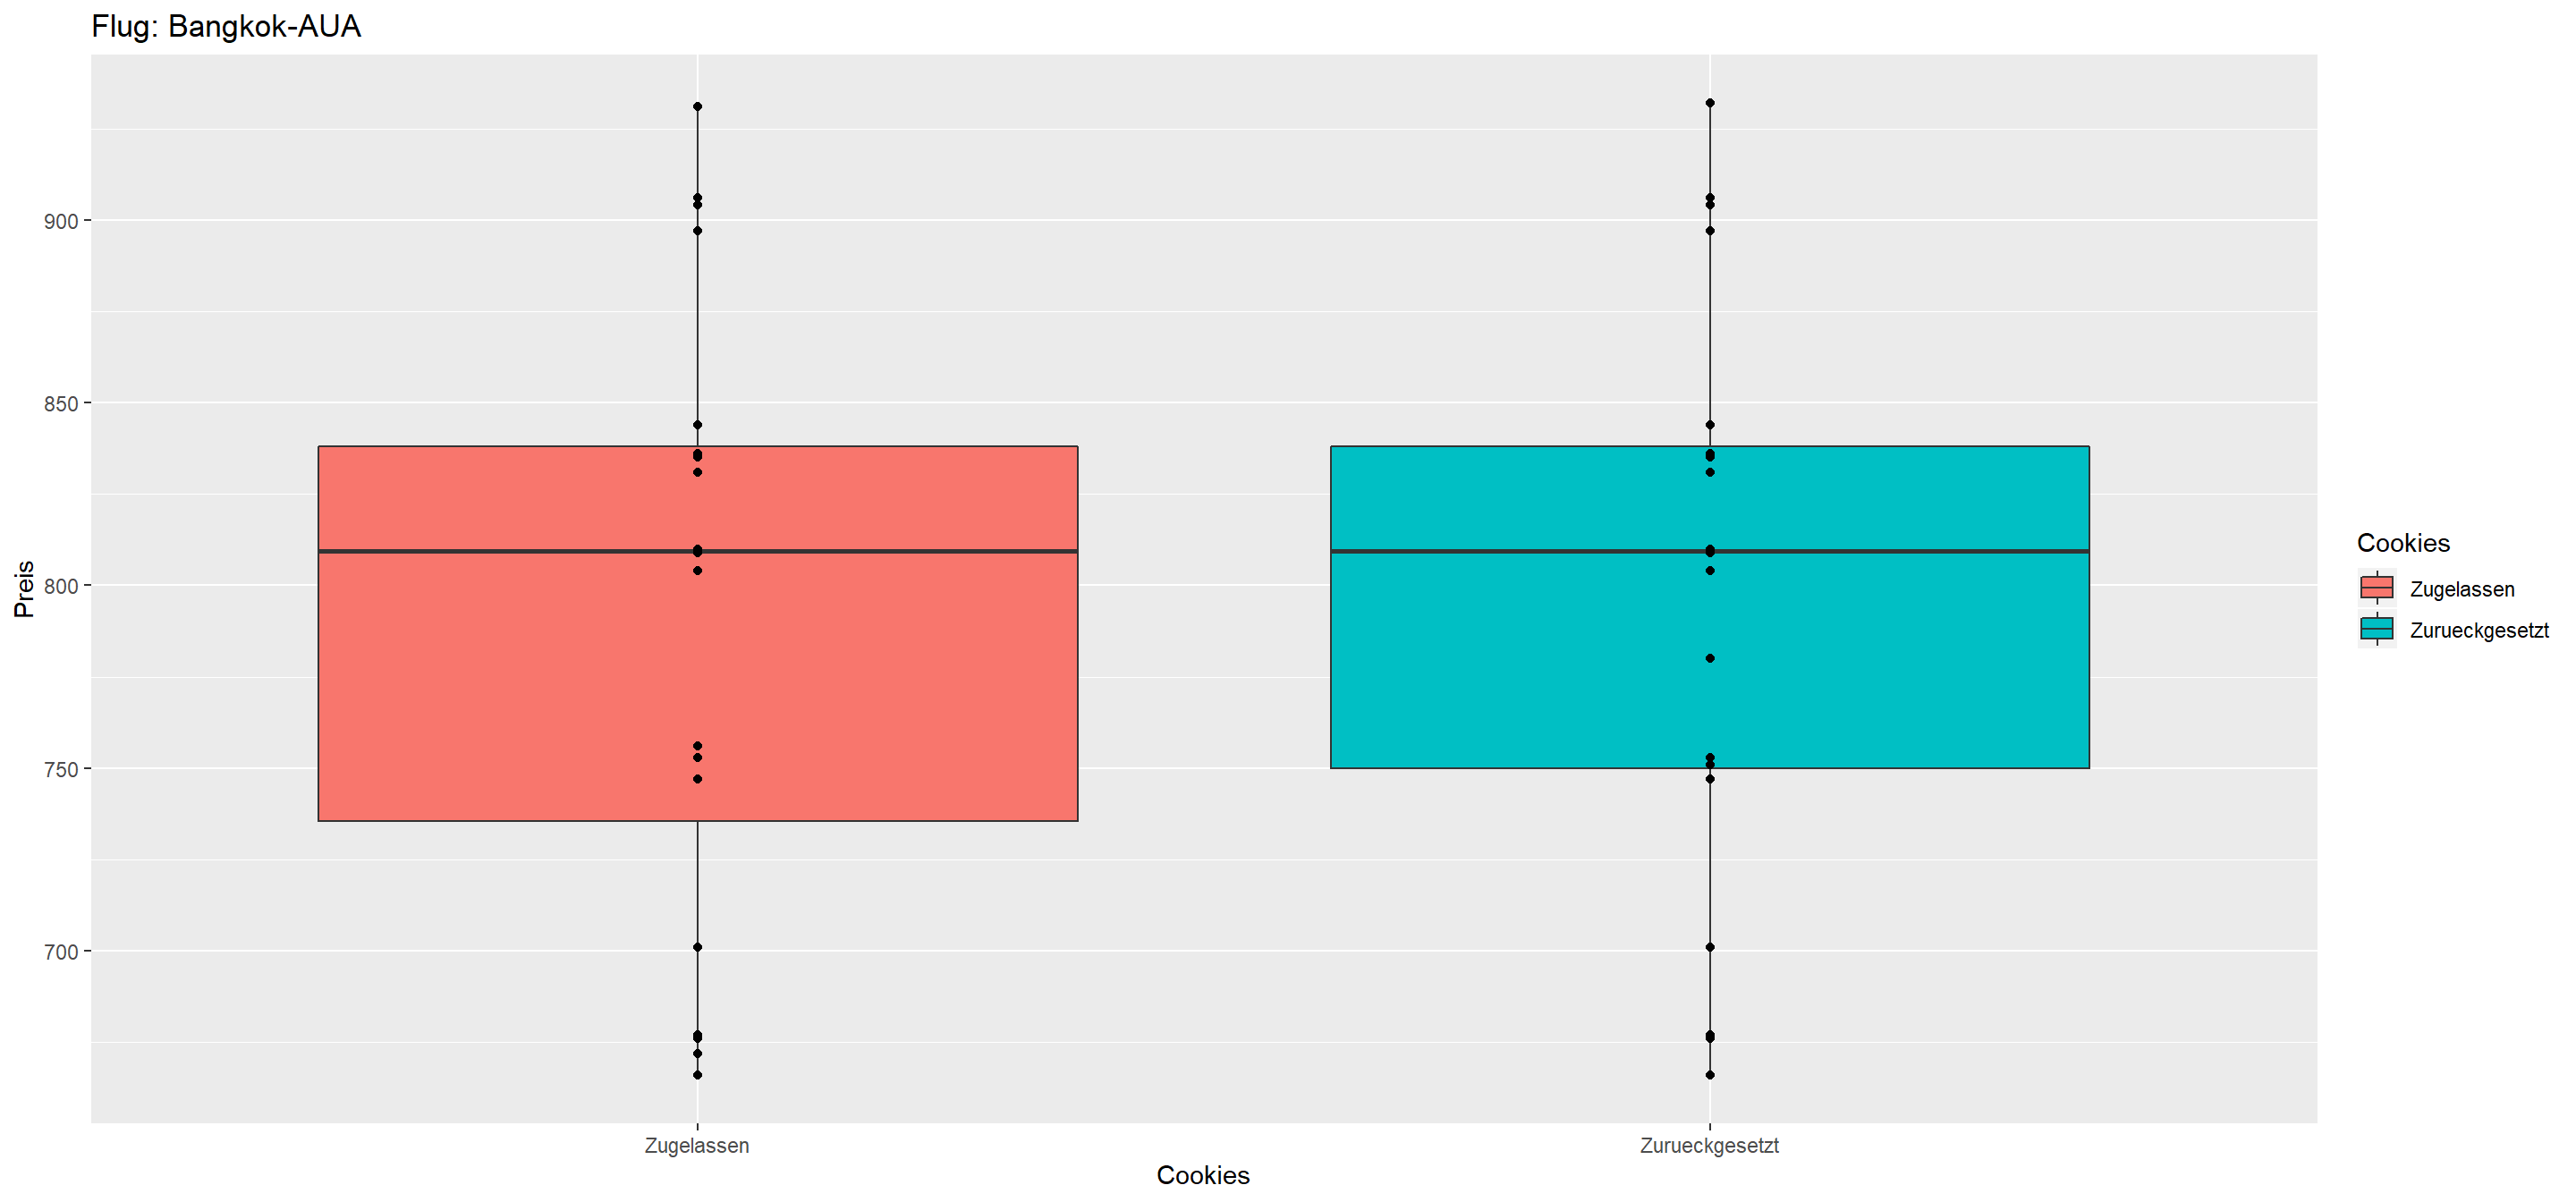 Flug: Bangkok-AUA
Preis
900
850
800
750
700
Zugelassen
Zurueckgesetzt
Cookies
Cookies
Zugelassen
Zurueckgesetzt